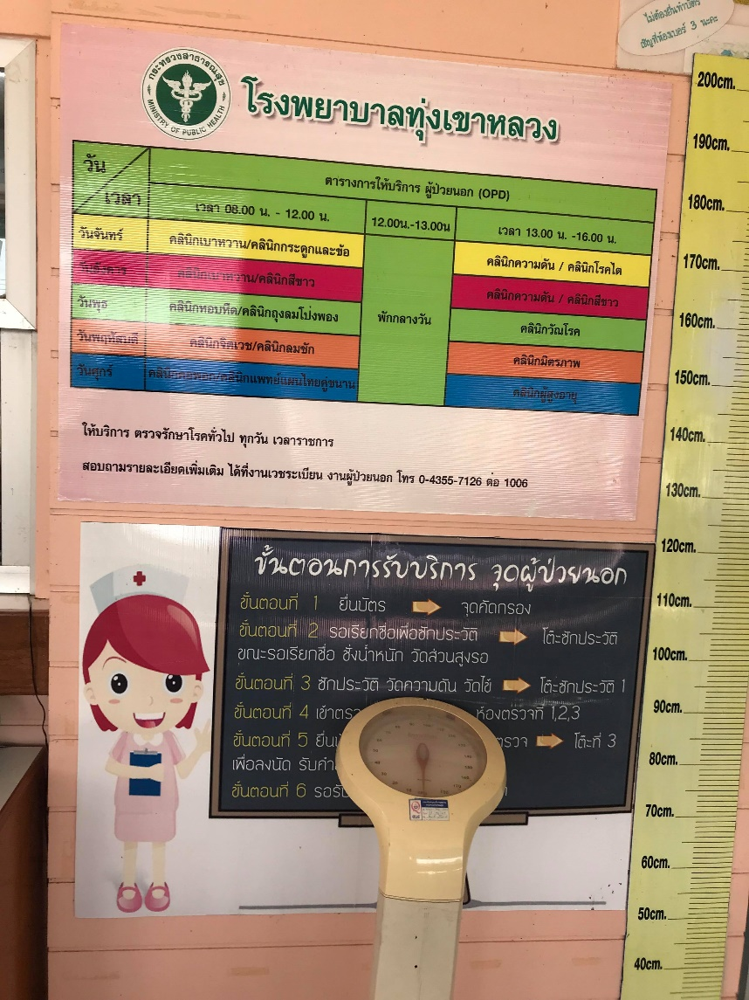 ไม่ต้องยื่นทำบัตร
เชิญที่ห้องเบอร์ 3 นะคะ
กระทรวงสาธารณสุข
MINISTRY OF PUBLIC HEALTH
โรงพยาบาลทุ่งเขาหลวง
วัน
เวลา
ตารางการให้บริการ ผู้ป่วยนอก (OPD)
เวลา 08.00 น. - 12.00 น.
12.00น.-13.00น
เวลา 13.00 น. -16.00 น.
วันจันทร์
คลินิกเบาหวาน/คลินิกกระดูกและข้อ
คลินิกความดัน / คลินิกโรคไต
วันอังคาร
คลินิกเบาหวาน/คลินิกสีขาว
คลินิกความดัน / คลินิกสีขาว
วันพุธ
คลินิกหอบหืด/คลินิกถุงลมโป่งพอง
พักกลางวัน
คลินิกวัณโรค
วันพฤหัสบดี
คลินิกจิตเวช/คลินิกลมชัก
คลินิกมิตรภาพ
วันศุกร์
แพทย์แผนไทยคู่ขนาน
คลินิกผู้สูงอายุ
ให้บริการ ตรวจรักษาโรคทั่วไป ทุกวัน เวลาราชการ
สอบถามรายละเอียดเพิ่มเติม ได้ที่งานเวชระเบียน งานผู้ป่วยนอก โทร 0-4355-7126 ต่อ 1006
ขั้นตอนการรับบริการ จุดผู้ป่วยนอก
ขั้นตอนที่ 1 ยื่นบัตร จุดคัดกรอง
ขั้นตอนที่ 2 รอเรียกชื่อเพื่อซักประวัติ โต๊ะซักประวัติ
ขณะรอเรียกชื่อ ชั่งน้ำหนัก วัดส่วนสูงรอ
ขั้นตอนที่ 3 ซักประวัติ วัดความดัน วัดไข้ โต๊ะซักประวัติ 1
ขั้นตอนที่ 4 เข้าตรว ห้องตรวจที่ 1,2,3
ขั้นตอนที่ 5 ยื่น ตรวจ โต๊ะที่ 3
เพื่อลงนัด รับคำ
ขั้นตอนที่ 6 รอรับ
200cm.
190cm.
180cm.
170cm.
160cm.
150cm.
140cm.
130cm.
120cm.
110cm.
100cm.
90cm.
80cm.
70cm.
60cm.
50cm.
40cm.